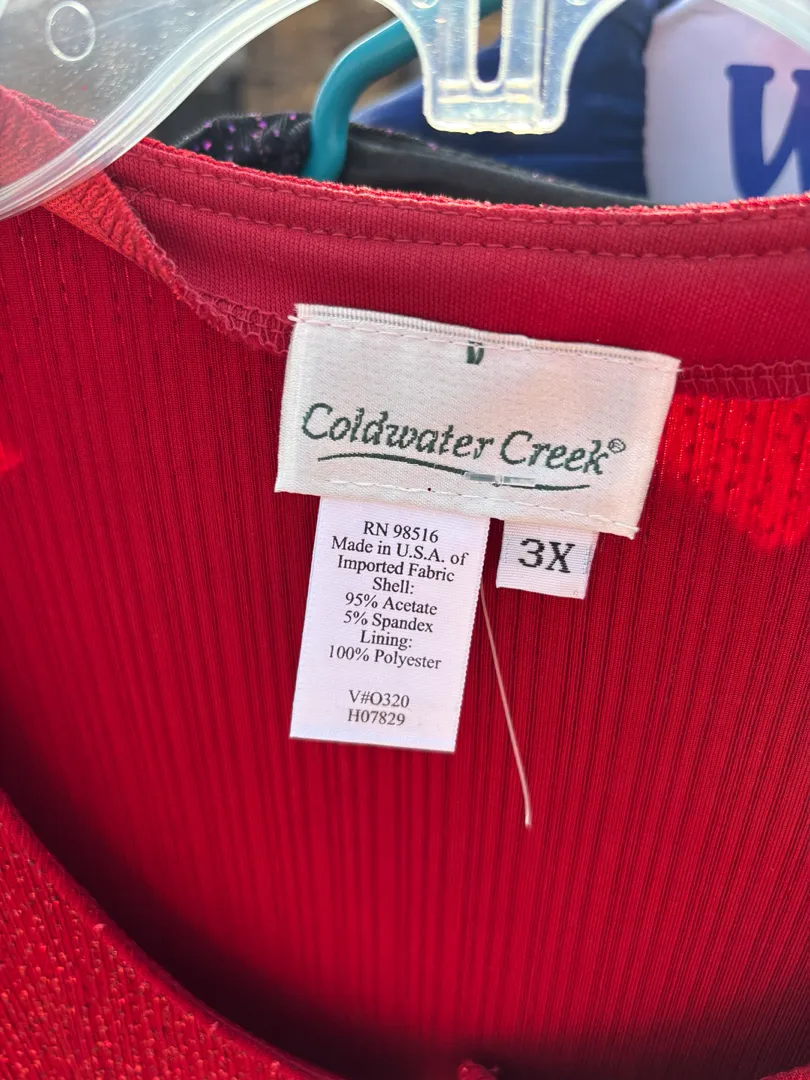 Coldwater Creek®
RN 98516
Made in U.S.A. of
Imported Fabric
Shell:
95% Acetate
5% Spandex
Lining:
100% Polyester
V#O320
H07829
3X